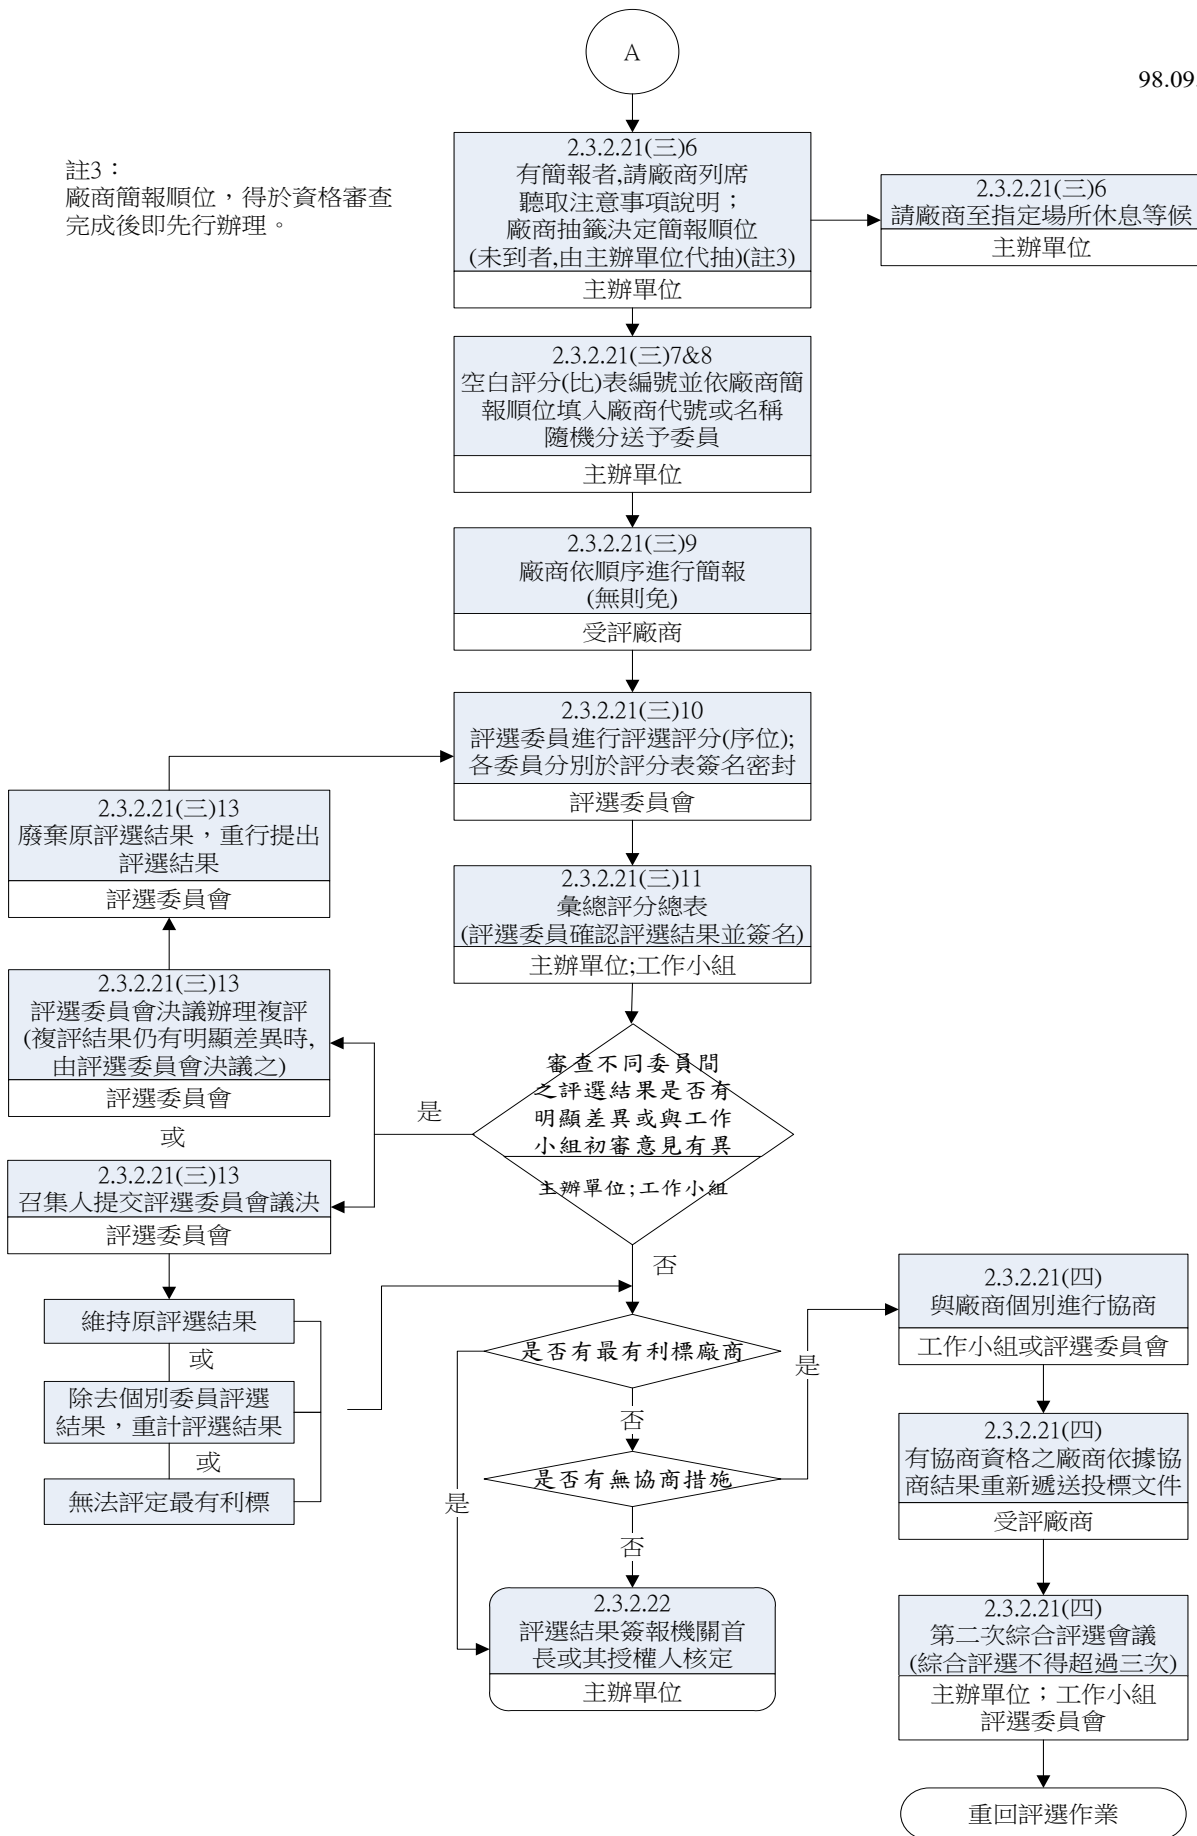 A
98.09.
註3：
廠商簡報順位，得於資格審查
完成後即先行辦理。
2.3.2.21(三)6
有簡報者,請廠商列席
聽取注意事項說明；
廠商抽籤決定簡報順位
(未到者,由主辦單位代抽)(註3)
主辦單位
2.3.2.21(三)6
請廠商至指定場所休息等候
主辦單位
2.3.2.21(三)7&8
空白評分(比)表編號並依廠商簡
報順位填入廠商代號或名稱
隨機分送予委員
主辦單位
2.3.2.21(三)9
廠商依順序進行簡報
(無則免)
受評廠商
2.3.2.21(三)10
評選委員進行評選評分(序位);
各委員分別於評分表簽名密封
評選委員會
2.3.2.21(三)13
廢棄原評選結果，重行提出
評選結果
評選委員會
2.3.2.21(三)11
彙總評分總表
(評選委員確認評選結果並簽名)
主辦單位;工作小組
2.3.2.21(三)13
評選委員會決議辦理複評
(複評結果仍有明顯差異時,
由評選委員會決議之)
評選委員會
或
是
審查不同委員間
之評選結果是否有
明顯差異或與工作
小組初審意見有異
主辦單位;工作小組
2.3.2.21(三)13
召集人提交評選委員會議決
評選委員會
否
維持原評選結果
或
除去個別委員評選
結果，重計評選結果
或
無法評定最有利標
是否有最有利標廠商
是
否
是否有無協商措施
是
否
2.3.2.22
評選結果簽報機關首
長或其授權人核定
主辦單位
2.3.2.21(四)
與廠商個別進行協商
工作小組或評選委員會
2.3.2.21(四)
有協商資格之廠商依據協
商結果重新遞送投標文件
受評廠商
2.3.2.21(四)
第二次綜合評選會議
(綜合評選不得超過三次)
主辦單位；工作小組
評選委員會
重回評選作業